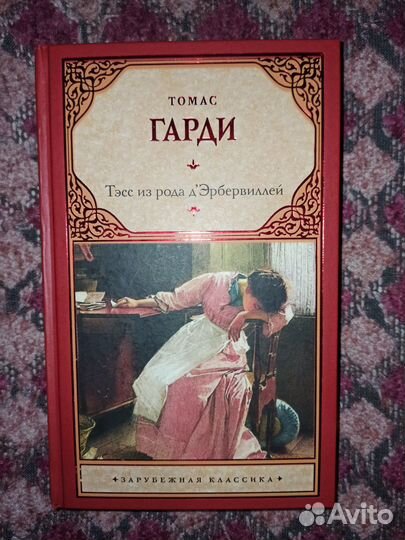 ТОМАС
ГАРДИ
Тэсс из рода д'Эрбервиллей
ЗАРУБЕЖНАЯ КЛАССИКА
Avito